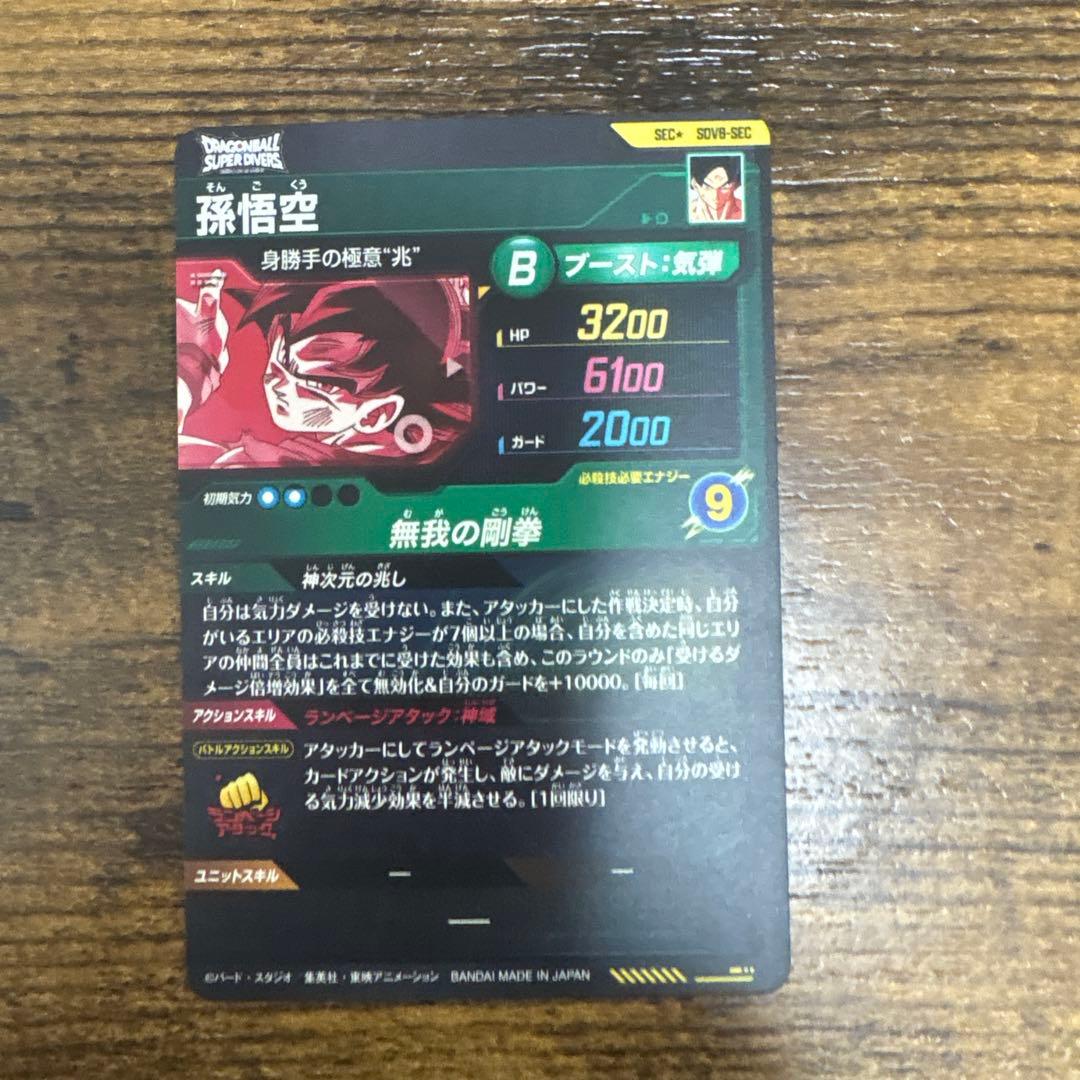 DRAGONBALL
SUPER DIVERS
SEC★ SDV8-SEC
そん ご くう
孫悟空
身勝手の極意“兆”
B ブースト:気弾
HP 3200
パワー 6100
ガード 2000
初期気力
必殺技必要エナジー
9
む が ごう けん
無我の剛拳
スキル
しん じ げん きざ
神次元の兆し
自分は気力ダメージを受けない。また、アタッカーにした作戦決定時、自分
がいるエリアの必殺技エナジーが7個以上の場合、自分を含めた同じエリ
アの仲間全員はこれまでに受けた効果も含め、このラウンドのみ「受けるダ
メージ倍増効果」を全て無効化&自分のガードを+10000。[毎回]
アクションスキル
ランページアタック:神域
バトルアクションスキル
アタッカーにしてランページアタックモードを発動させると、
カードアクションが発生し、敵にダメージを与え、自分の受け
る気力減少効果を半減させる。[1回限り]
ランページ
アタック
ユニットスキル
ー
ー
ー
©バード・スタジオ/集英社・東映アニメーション BANDAI MADE IN JAPAN